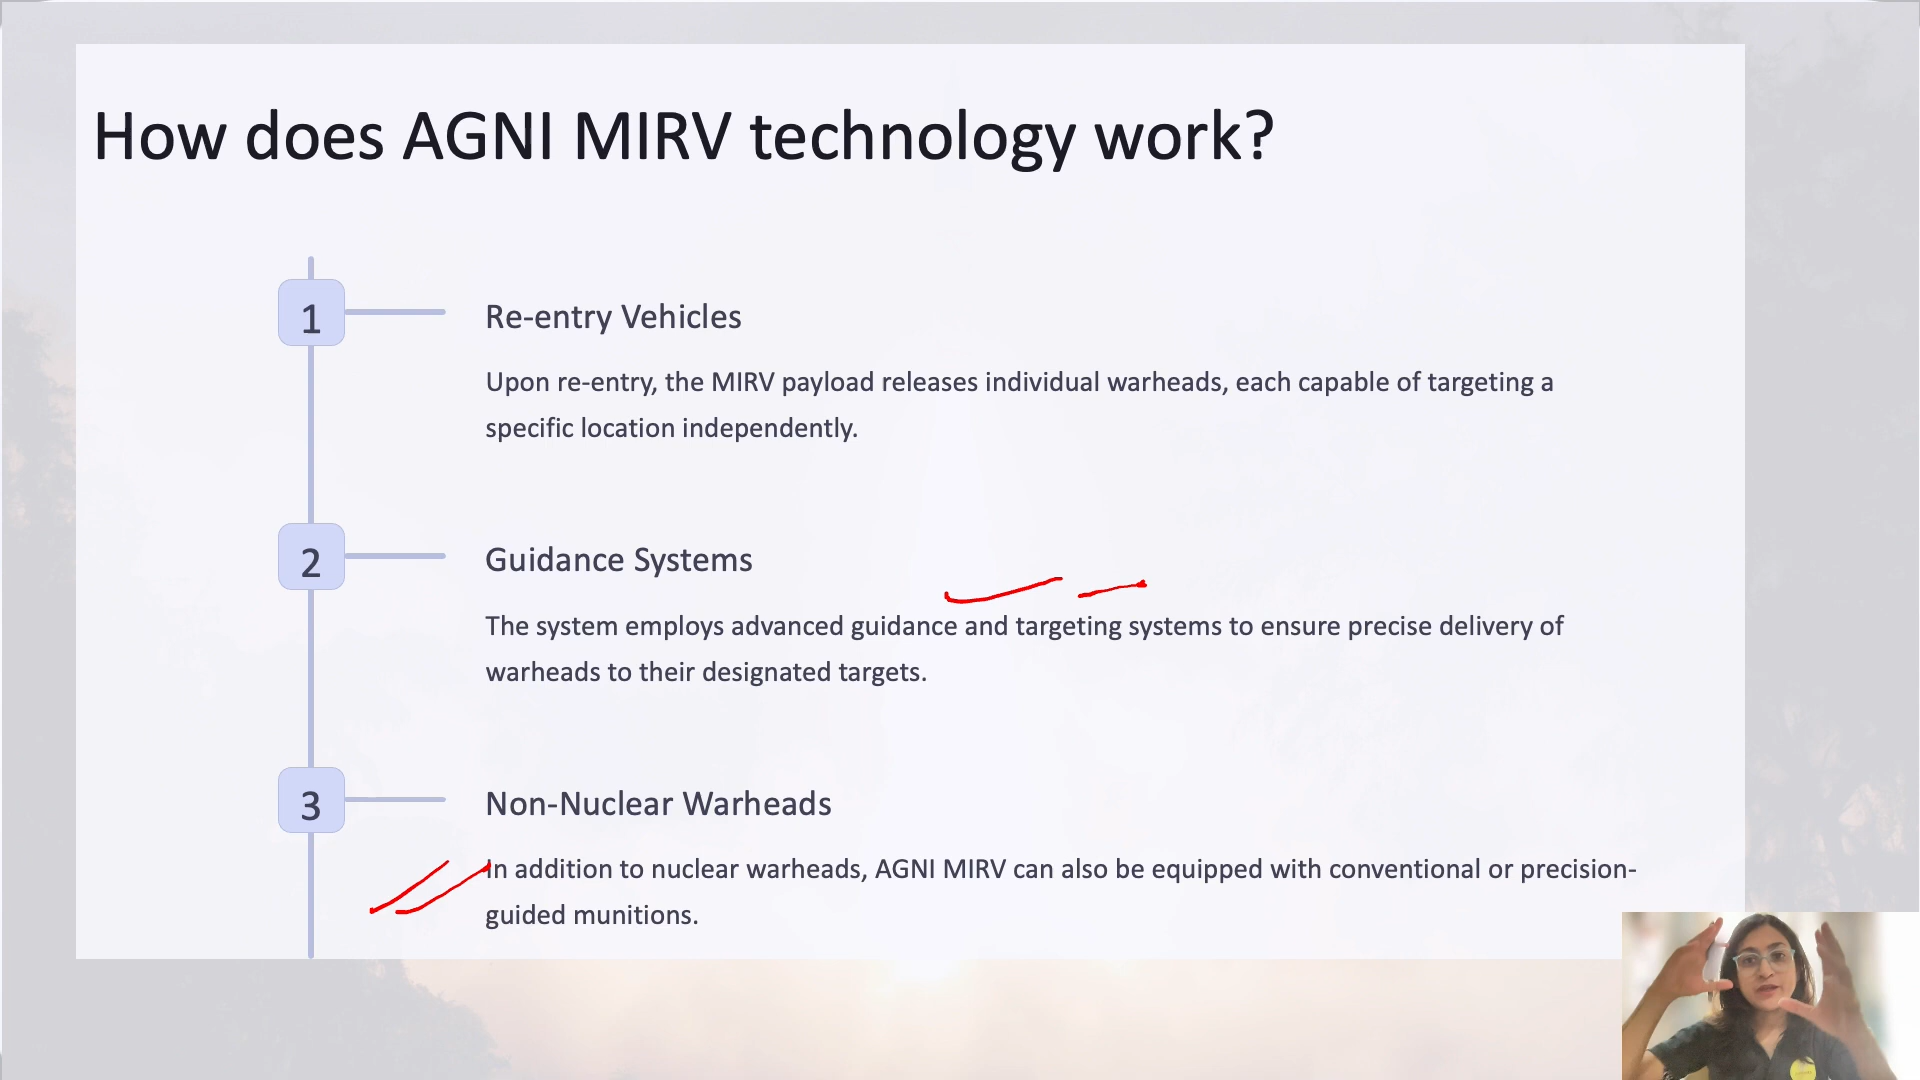 How does AGNI MIRV technology work?
1
Re-entry Vehicles
Upon re-entry, the MIRV payload releases individual warheads, each capable of targeting a
specific location independently.
2
Guidance Systems
The system employs advanced guidance and targeting systems to ensure precise delivery of
warheads to their designated targets.
3
Non-Nuclear Warheads
In addition to nuclear warheads, AGNI MIRV can also be equipped with conventional or precision-
guided munitions.